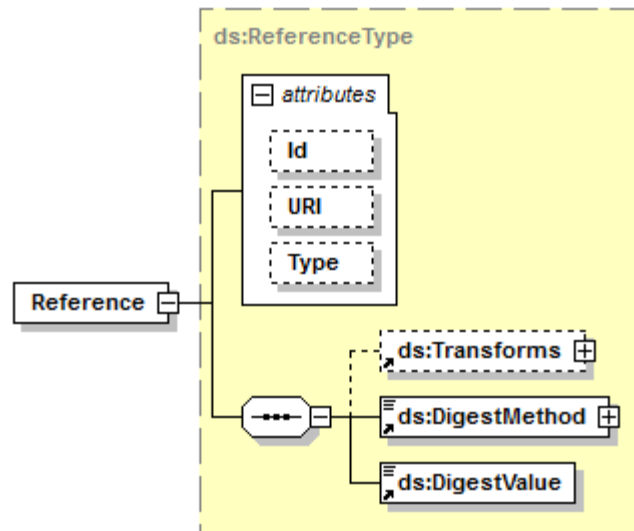 ds:ReferenceType
attributes
Id
URI
Type
Reference
ds:Transforms
ds:DigestMethod
ds:DigestValue